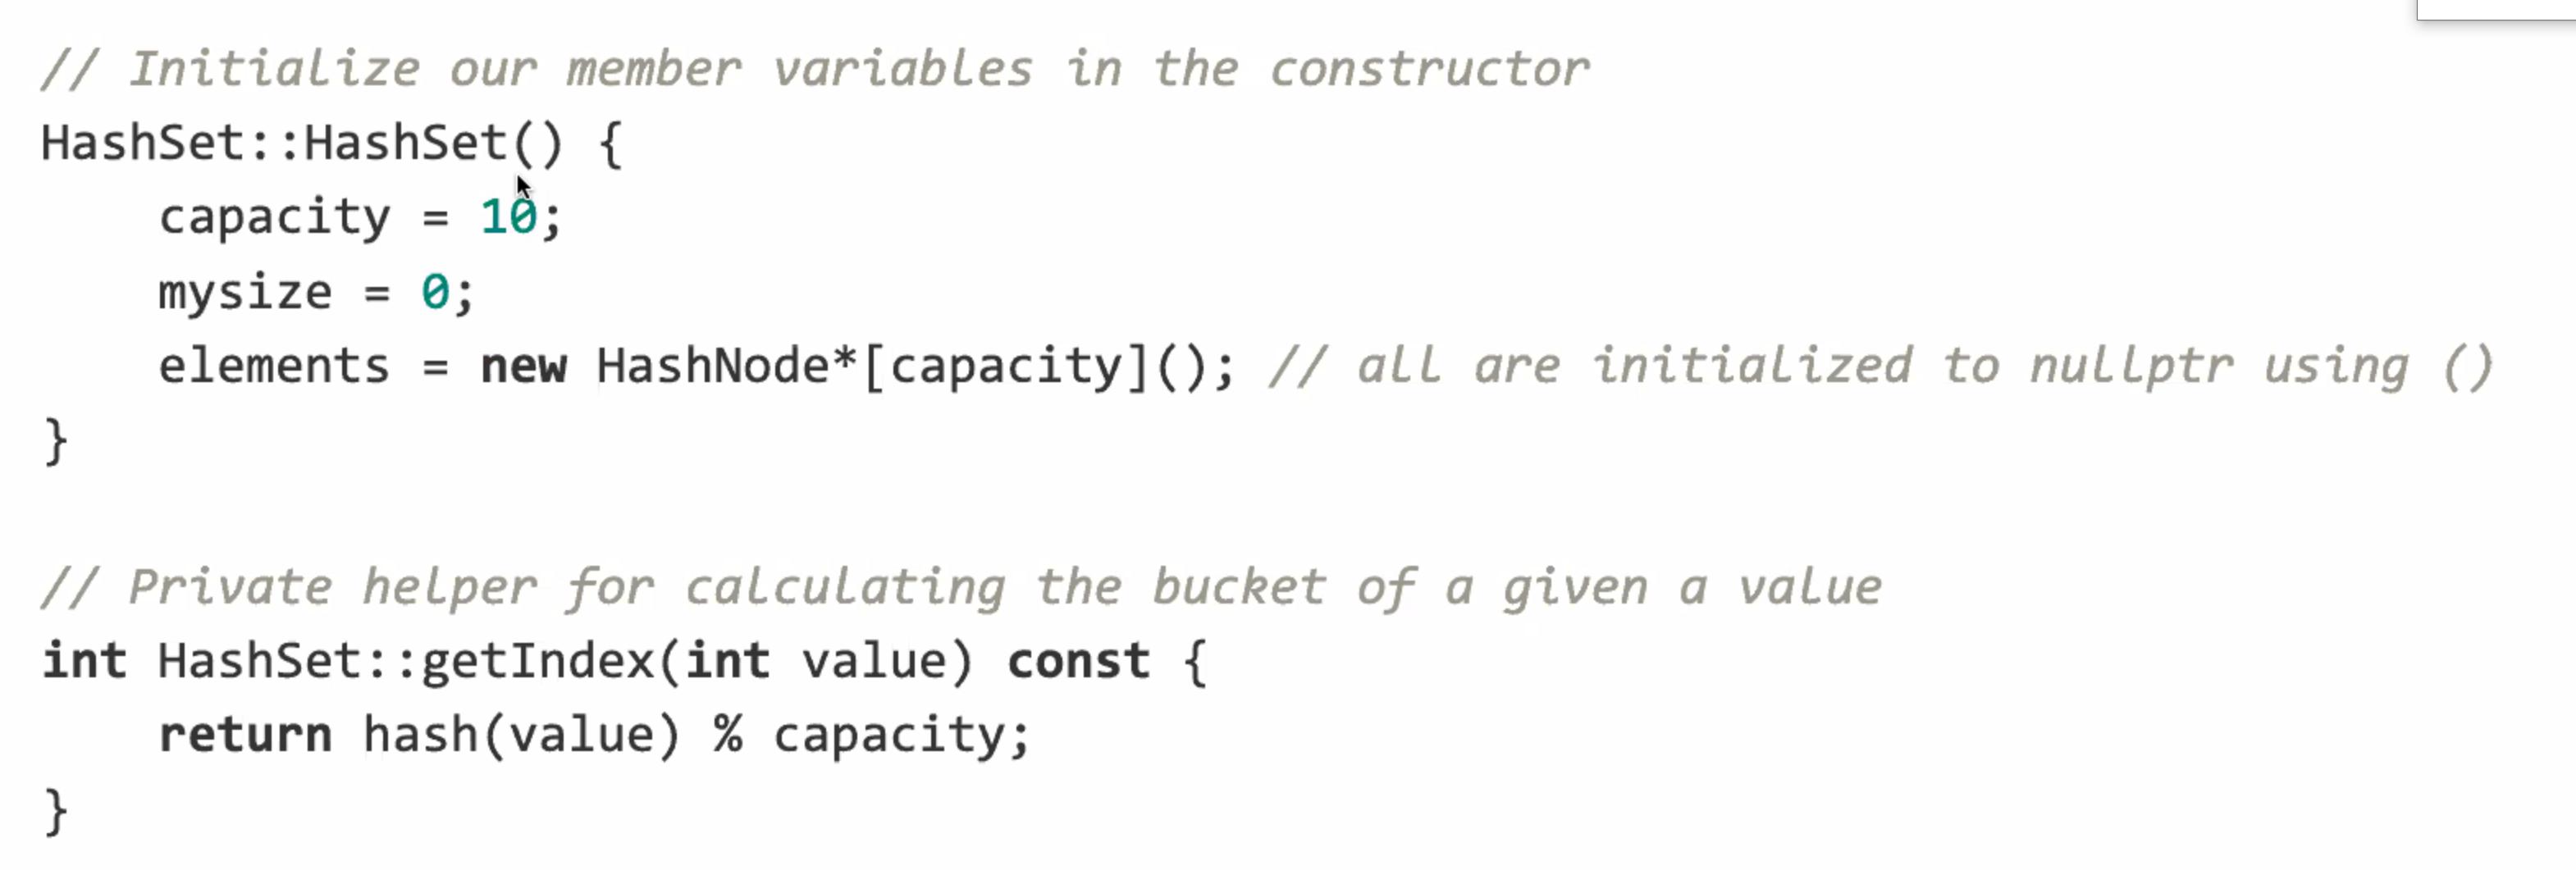 // Initialize our member variables in the constructor
HashSet::HashSet() {
    capacity = 10;
    mysize = 0;
    elements = new HashNode*[capacity](); // all are initialized to nullptr using ()
}

// Private helper for calculating the bucket of a given a value
int HashSet::getIndex(int value) const {
    return hash(value) % capacity;
}